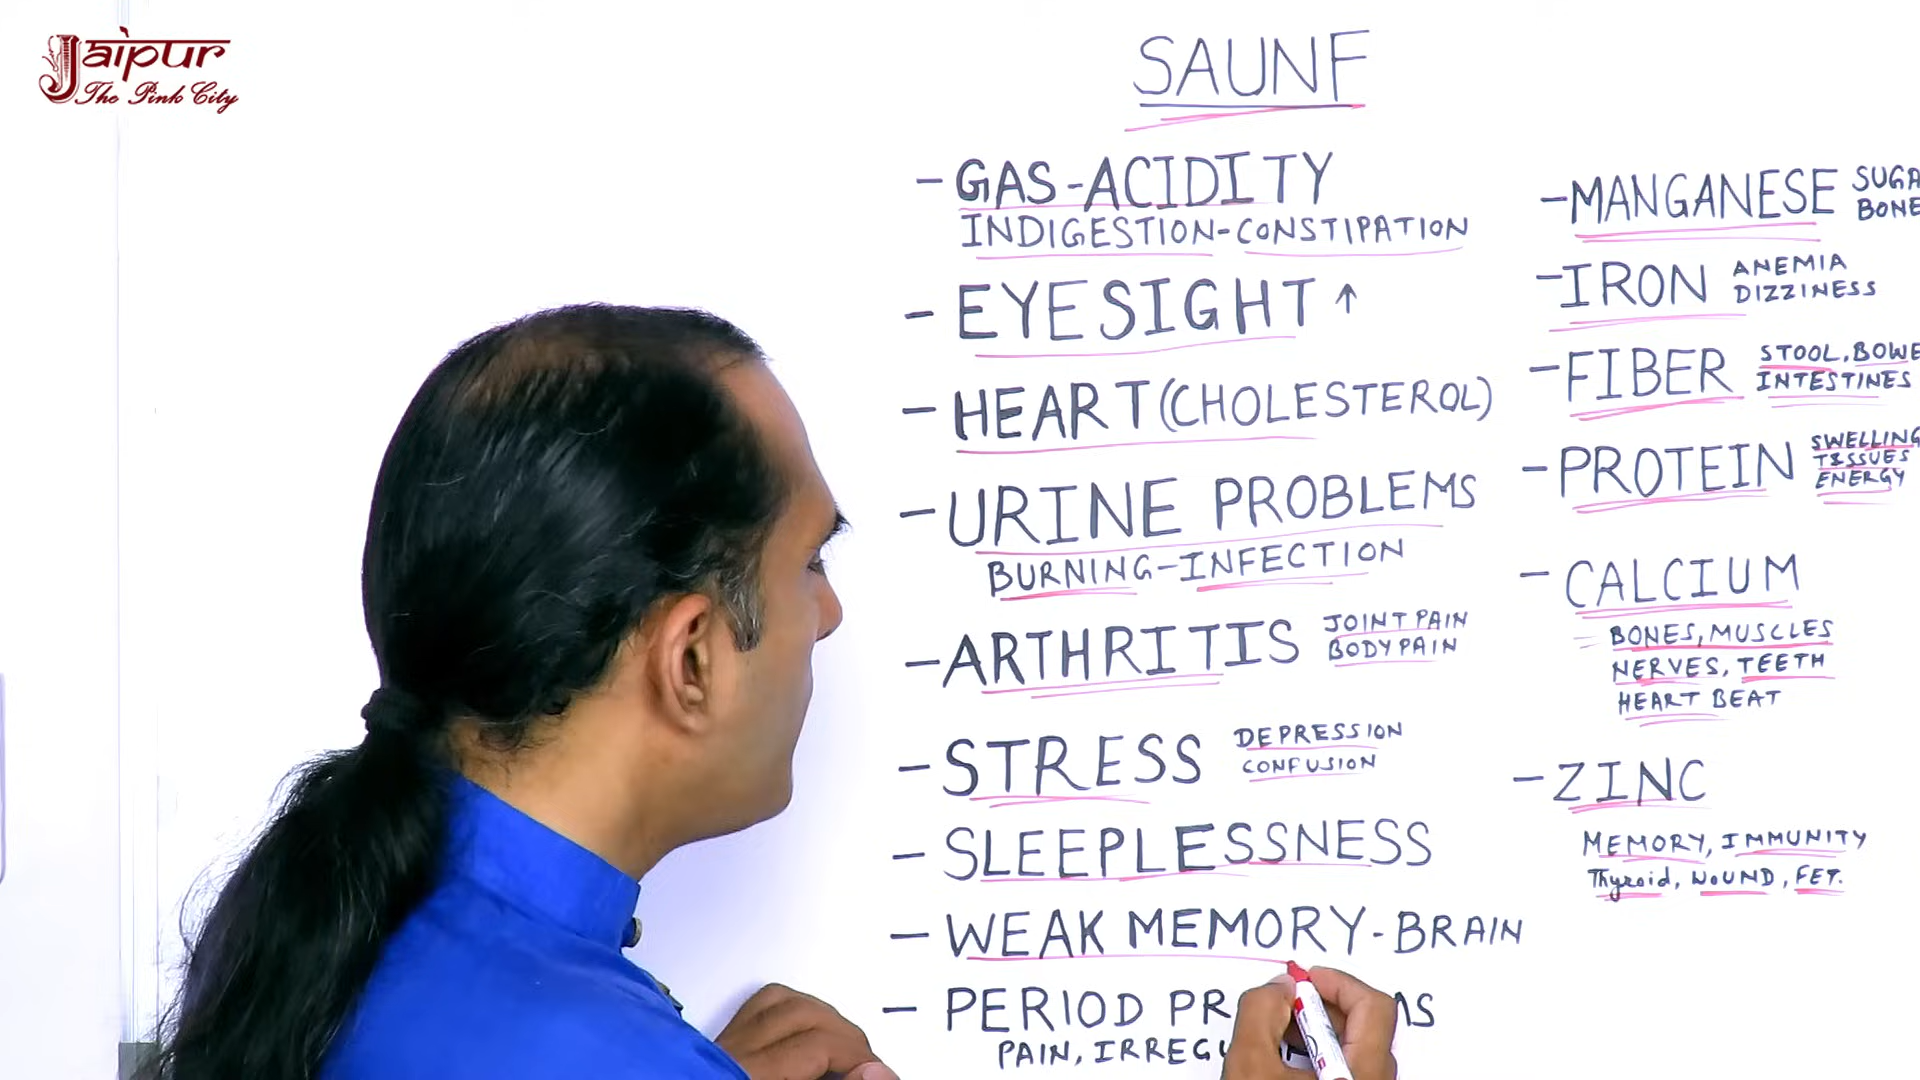 Jaipur
The Pink City
SAUNF
- GAS-ACIDITY
INDIGESTION-CONSTIPATION
- EYESIGHT ↑
- HEART (CHOLESTEROL)
- URINE PROBLEMS
BURNING-INFECTION
- ARTHRITIS JOINT PAIN
BODY PAIN
- STRESS DEPRESSION
CONFUSION
- SLEEPLESSNESS
- WEAK MEMORY - BRAIN
- PERIOD
PAIN,
- MANGANESE
- IRON ANEMIA
DIZZINESS
- FIBER STOOL,
INTESTINES
- PROTEIN SWELLING
TISSUES
ENERGY
- CALCIUM
BONES, MUSCLES
NERVES, TEETH
HEART BEAT
- ZINC
MEMORY, IMMUNITY
Thyroid, WOUND, FET.